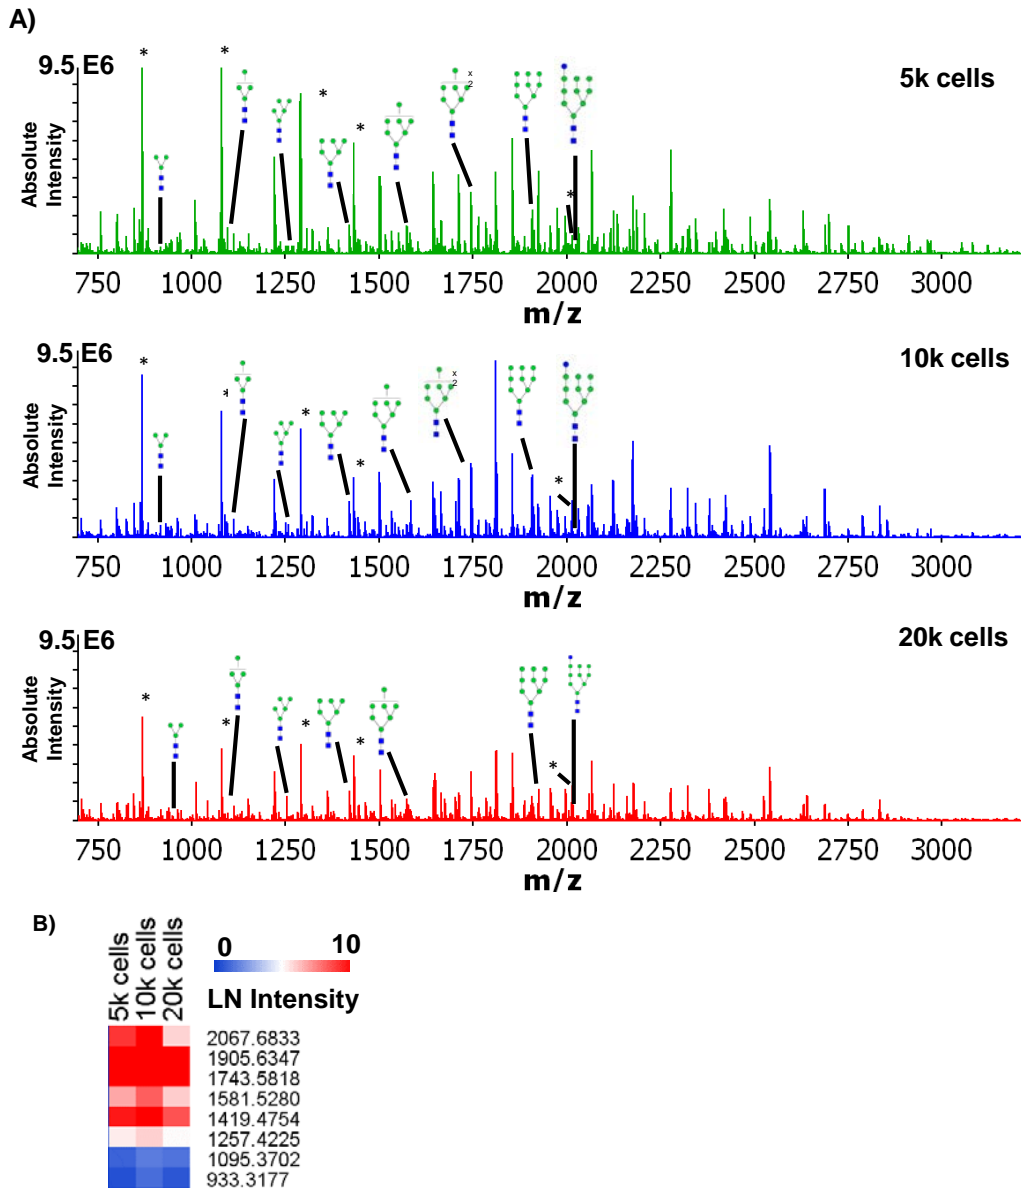 A)
9.5 E6
5k cells
* * * * *
x
2
Absolute
Intensity
750 1000 1250 1500 1750 2000 2250 2500 2750 3000
m/z
9.5 E6
10k cells
* * * * *
x
2
Absolute
Intensity
750 1000 1250 1500 1750 2000 2250 2500 2750 3000
m/z
9.5 E6
20k cells
* * * * *
Absolute
Intensity
750 1000 1250 1500 1750 2000 2250 2500 2750 3000
m/z
B)
5k cells
10k cells
20k cells
0 10
LN Intensity
2067.6833
1905.6347
1743.5818
1581.5280
1419.4754
1257.4225
1095.3702
933.3177